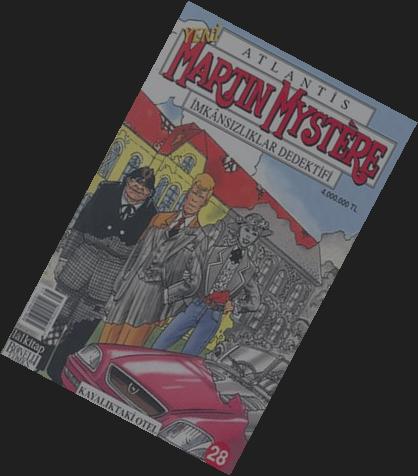 YENİ
ATLANTİS
MARTIN MYSTÈRE
İMKÂNSIZLIKLAR DEDEKTİFİ
4.000.000 TL.
KAYALIKTAKİ OTEL
28